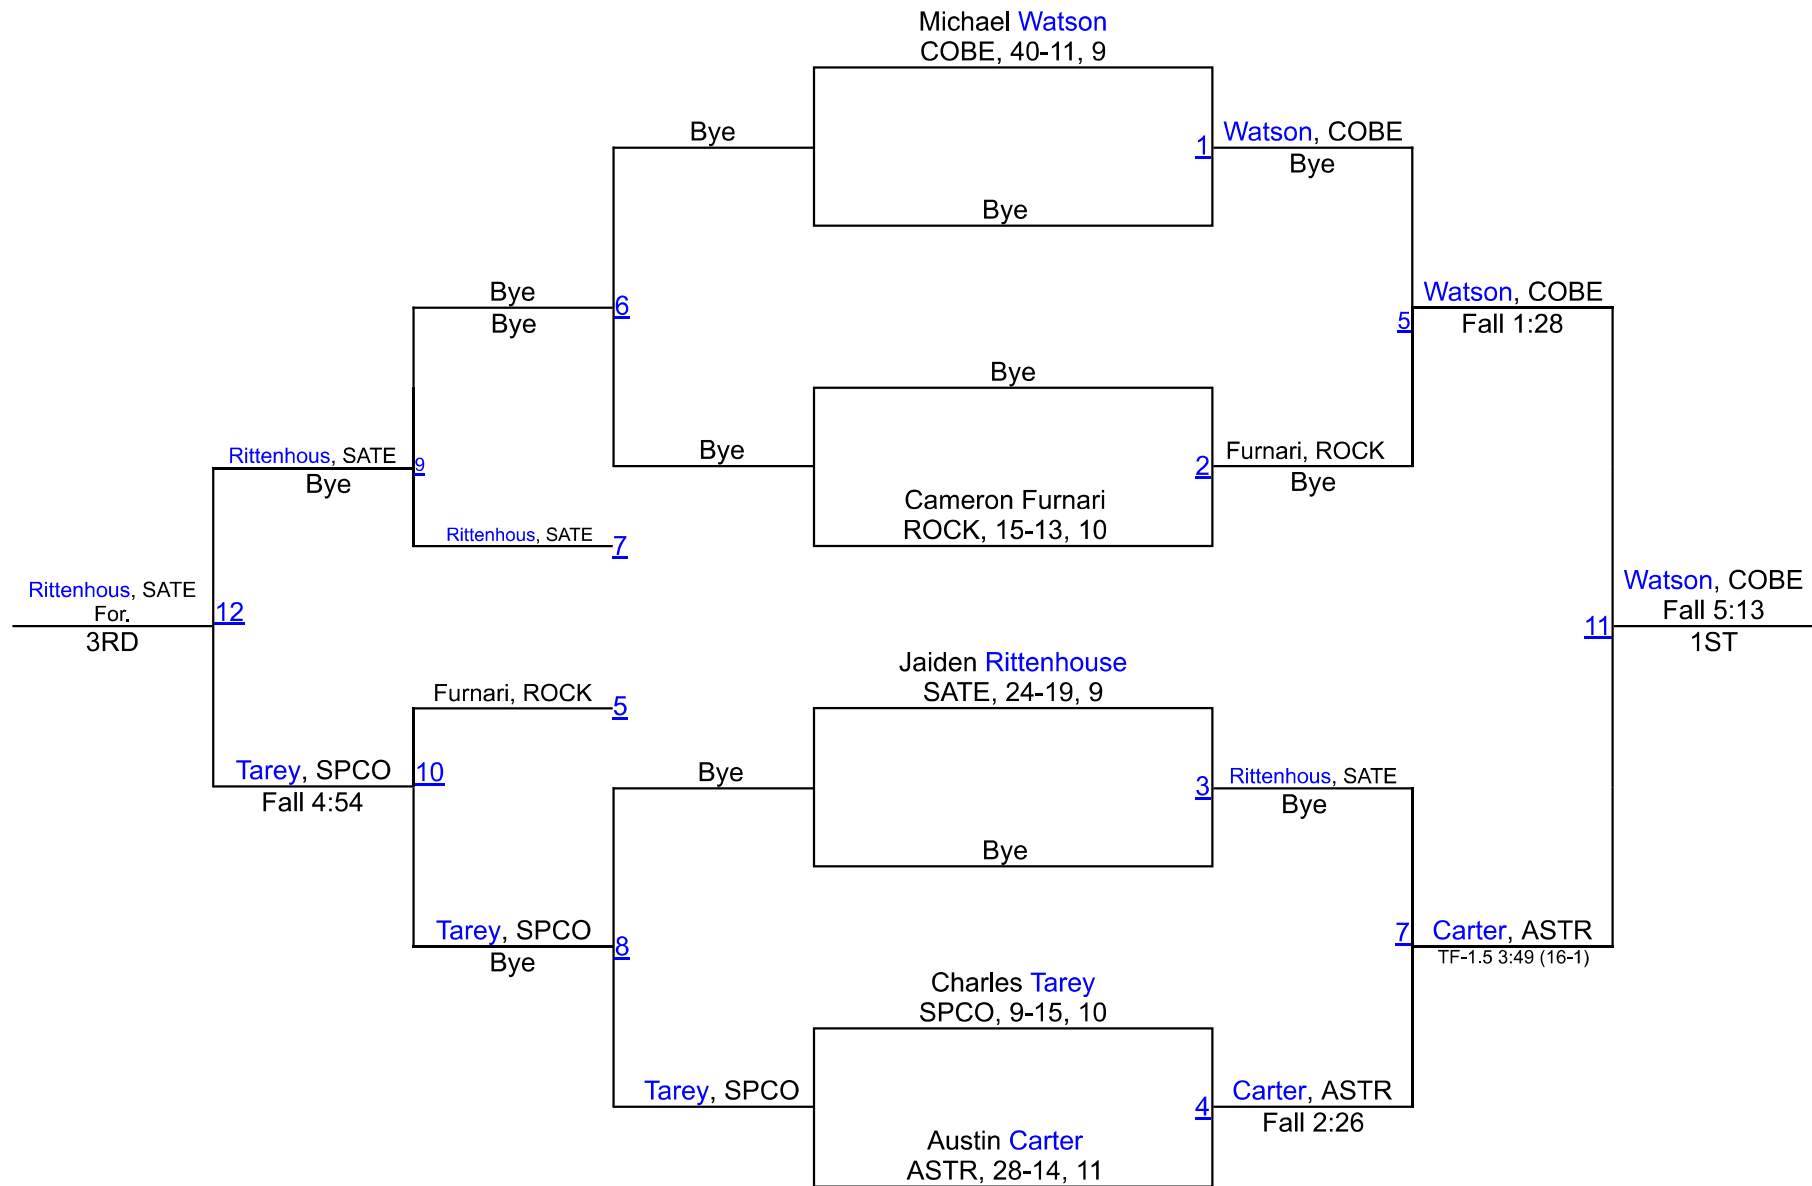 Michael Watson
COBE, 40-11, 9
Bye
1
Watson, COBE
Bye
Bye
Bye
Bye
6
Watson, COBE
Fall 1:28
5
Bye
Bye
2
Furnari, ROCK
Bye
Rittenhous, SATE
Bye
9
Cameron Furnari
ROCK, 15-13, 10
Rittenhous, SATE
7
Rittenhous, SATE
For.
3RD
12
Watson, COBE
Fall 5:13
1ST
11
Jaiden Rittenhouse
SATE, 24-19, 9
Furnari, ROCK
5
Tarey, SPCO
Fall 4:54
10
Bye
3
Rittenhous, SATE
Bye
Bye
Tarey, SPCO
Bye
8
7
Carter, ASTR
TF-1.5 3:49 (16-1)
Charles Tarey
SPCO, 9-15, 10
Tarey, SPCO
4
Carter, ASTR
Fall 2:26
Austin Carter
ASTR, 28-14, 11